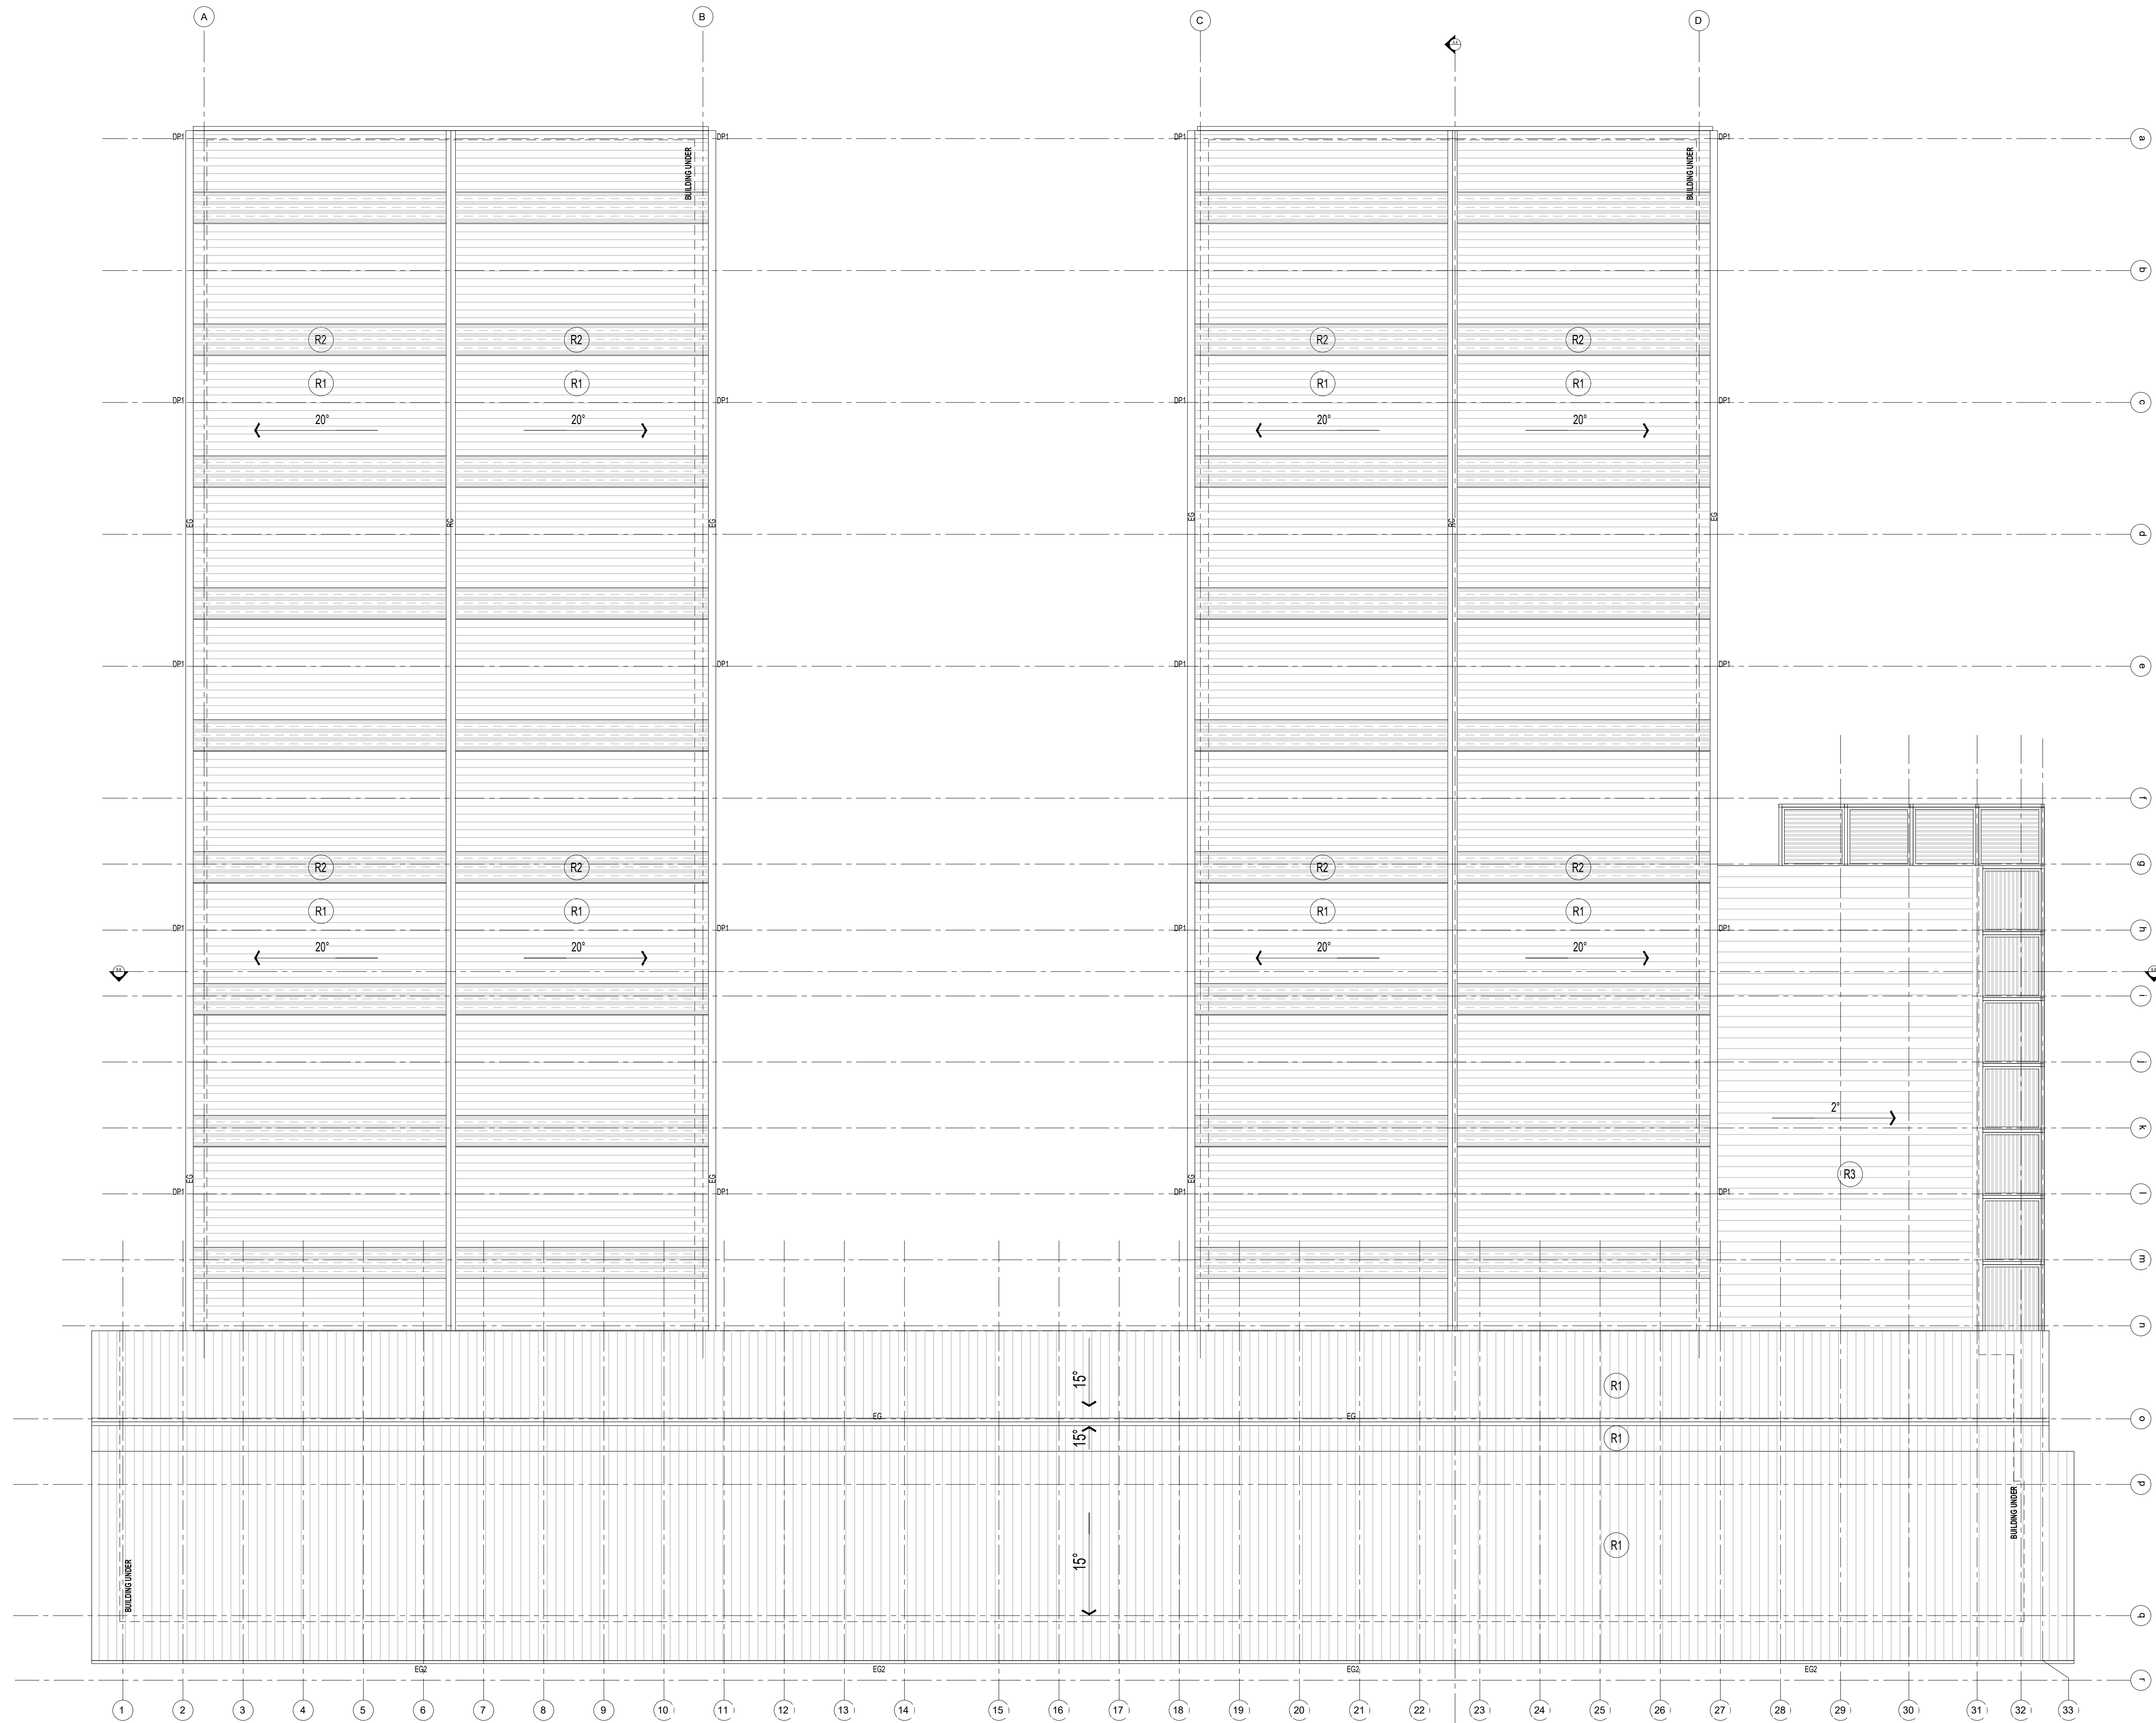 A B C D
DP1 DP1 DP1 DP1 a
BUILDING UNDER BUILDING UNDER
b
R2 R2 R2 R2
R1 R1 R1 R1
DP1 DP1 DP1 DP1 c
20° 20° 20° 20°
EG RC EG EG RC EG
d
DP1 DP1 DP1 DP1 e
f
R2 R2 R2 R2 g
R1 R1 R1 R1
DP1 DP1 DP1 DP1 h
20° 20° 20° 20°
i
j
2°
k
R3
EG EG EG
DP1 DP1 DP1 DP1 l
m
n
15° R1
EG EG o
15° R1
p
BUILDING UNDER
15° R1
BUILDING UNDER
q
EG2 EG2 EG2 EG2
r
1 2 3 4 5 6 7 8 9 10 11 12 13 14 15 16 17 18 19 20 21 22 23 24 25 26 27 28 29 30 31 32 33